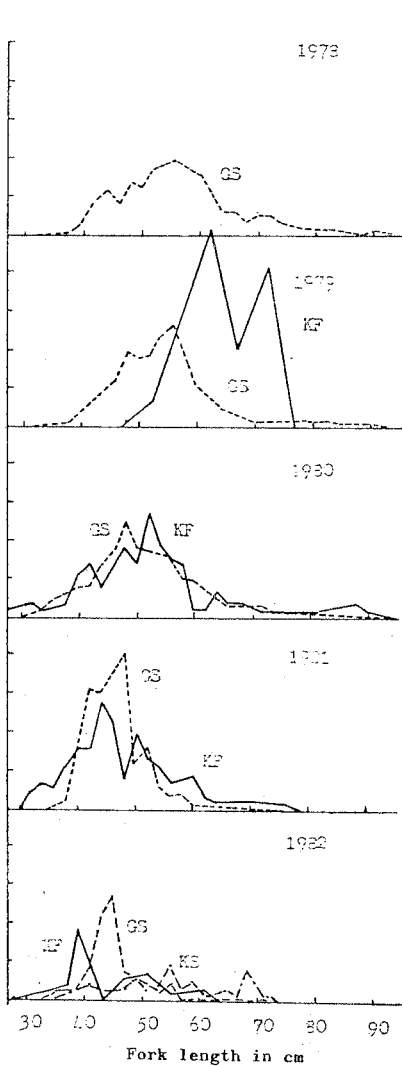 1978
GS
1979
KF
GS
1980
GS KF
1981
GS
KF
1982
KF GS KS
30 40 50 60 70 80 90
Fork length in cm